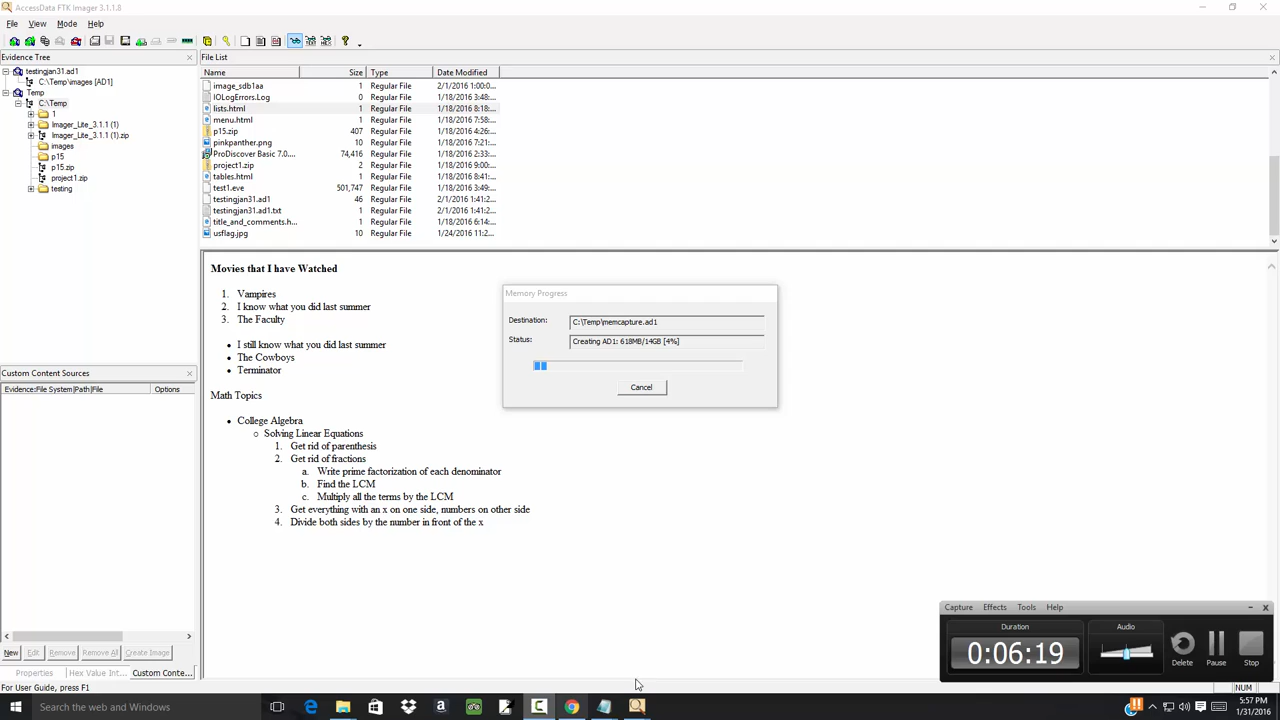 AccessData FTK Imager 3.1.1.8
File View Mode Help
Evidence Tree
testingjan31.ad1
C:\Temp\images [AD1]
Temp
C:\Temp
1
Imager_Lite_3.1.1 (1)
Imager_Lite_3.1.1 (1).zip
images
p15
p15.zip
project1.zip
testing
File List
Name Size Type Date Modified
image_sdb1aa 1 Regular File 2/1/2016 1:00:0...
IOLogErrors.Log 0 Regular File 1/18/2016 3:48:...
lists.html 1 Regular File 1/18/2016 8:18:...
menu.html 1 Regular File 1/18/2016 7:58:...
p15.zip 407 Regular File 1/18/2016 4:26:...
pinkpanther.png 10 Regular File 1/18/2016 7:21:...
ProDiscover Basic 7.0.... 74,416 Regular File 1/18/2016 2:33:...
project1.zip 2 Regular File 1/18/2016 9:00:...
tables.html 1 Regular File 1/18/2016 8:41:...
test1.eve 501,747 Regular File 1/18/2016 3:49:...
testingjan31.ad1 46 Regular File 2/1/2016 1:41:2...
testingjan31.ad1.txt 1 Regular File 2/1/2016 1:41:2...
title_and_comments.h... 1 Regular File 1/18/2016 6:14:...
usflag.jpg 10 Regular File 1/24/2016 11:2...
Movies that I have Watched
1. Vampires
2. I know what you did last summer
3. The Faculty
• I still know what you did last summer
• The Cowboys
• Terminator
Math Topics
• College Algebra
o Solving Linear Equations
1. Get rid of parenthesis
2. Get rid of fractions
a. Write prime factorization of each denominator
b. Find the LCM
c. Multiply all the terms by the LCM
3. Get everything with an x on one side, numbers on other side
4. Divide both sides by the number in front of the x
Memory Progress
Destination: C:\Temp\memcapture.ad1
Status: Creating AD1: 618MB/14GB [4%]
Cancel
Custom Content Sources
Evidence:File System|Path|File Options
New Edit Remove Remove All Create Image
Properties Hex Value Int... Custom Conte...
For User Guide, press F1
NUM
Capture Effects Tools Help
Duration Audio
0:06:19
Delete Pause Stop
Search the web and Windows
5:57 PM
1/31/2016